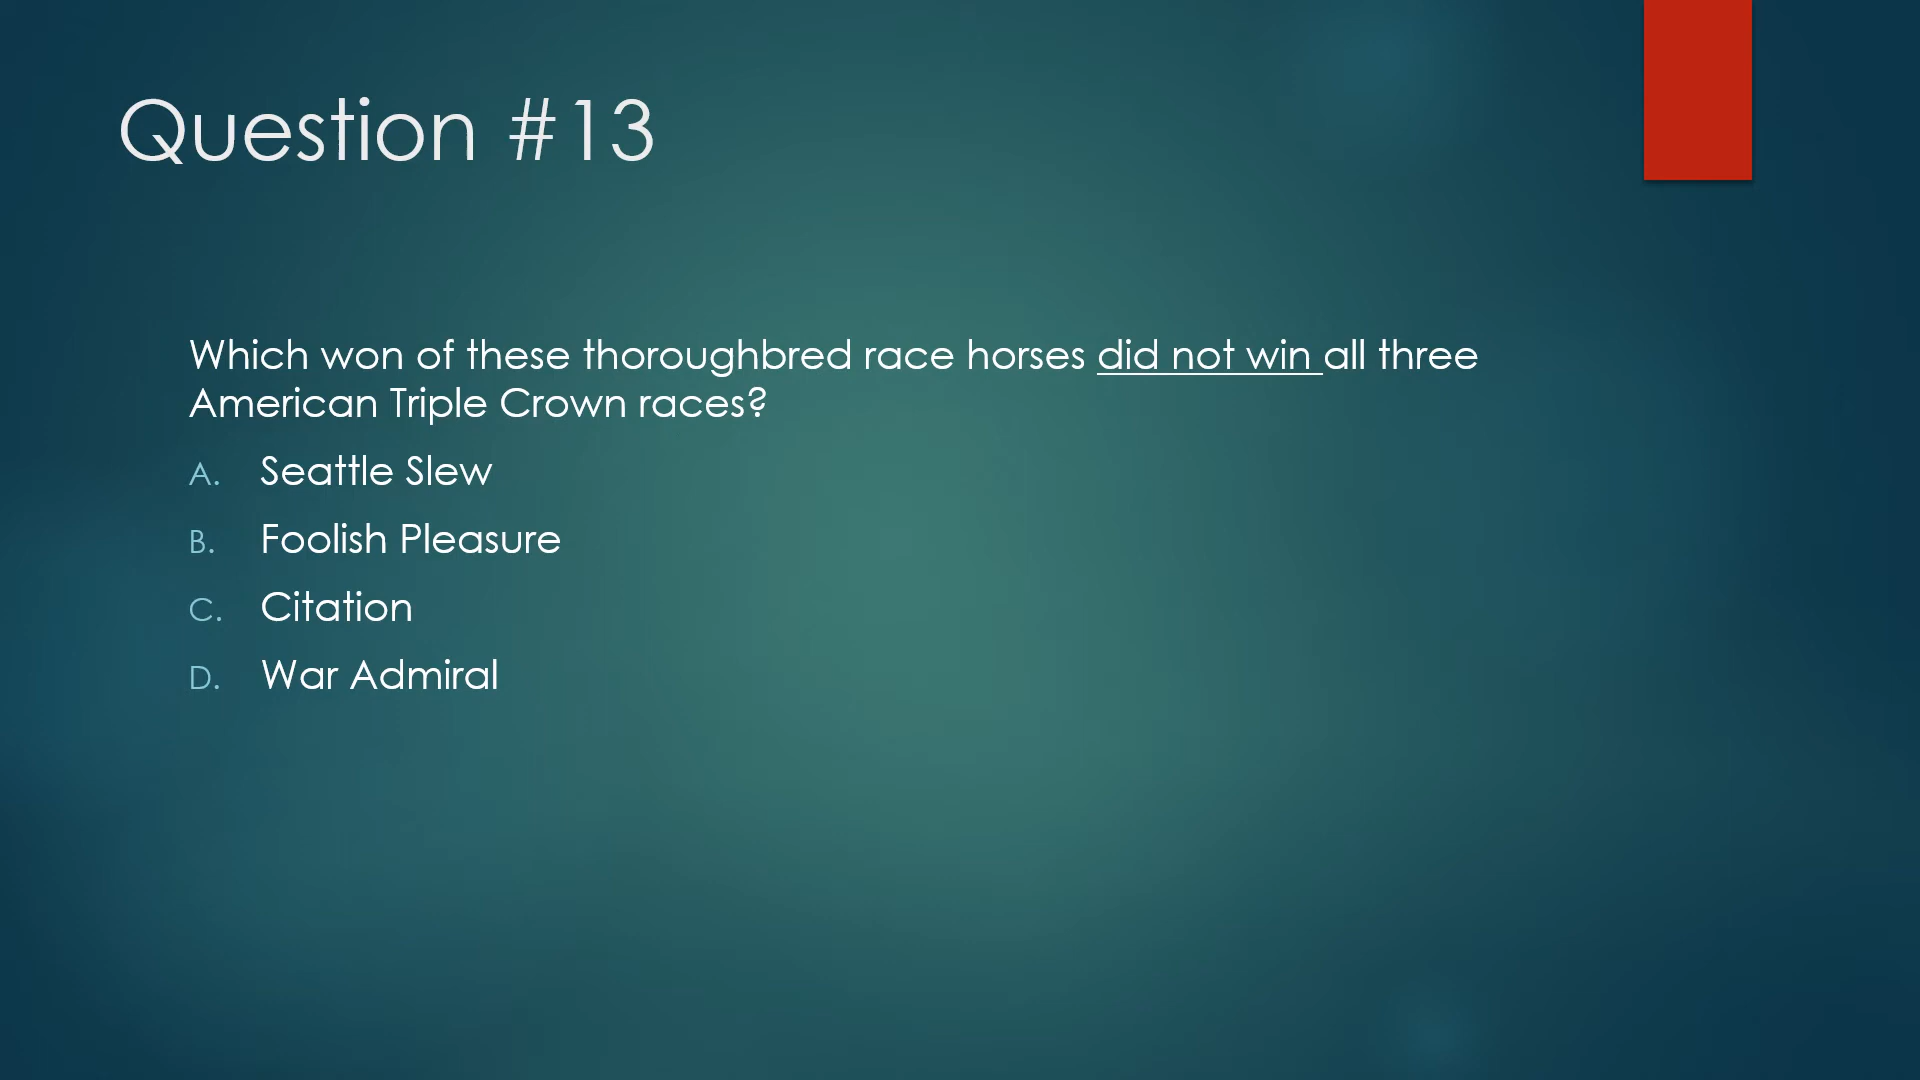 Question #13
Which won of these thoroughbred race horses did not win all three
American Triple Crown races?
A. Seattle Slew
B. Foolish Pleasure
C. Citation
D. War Admiral